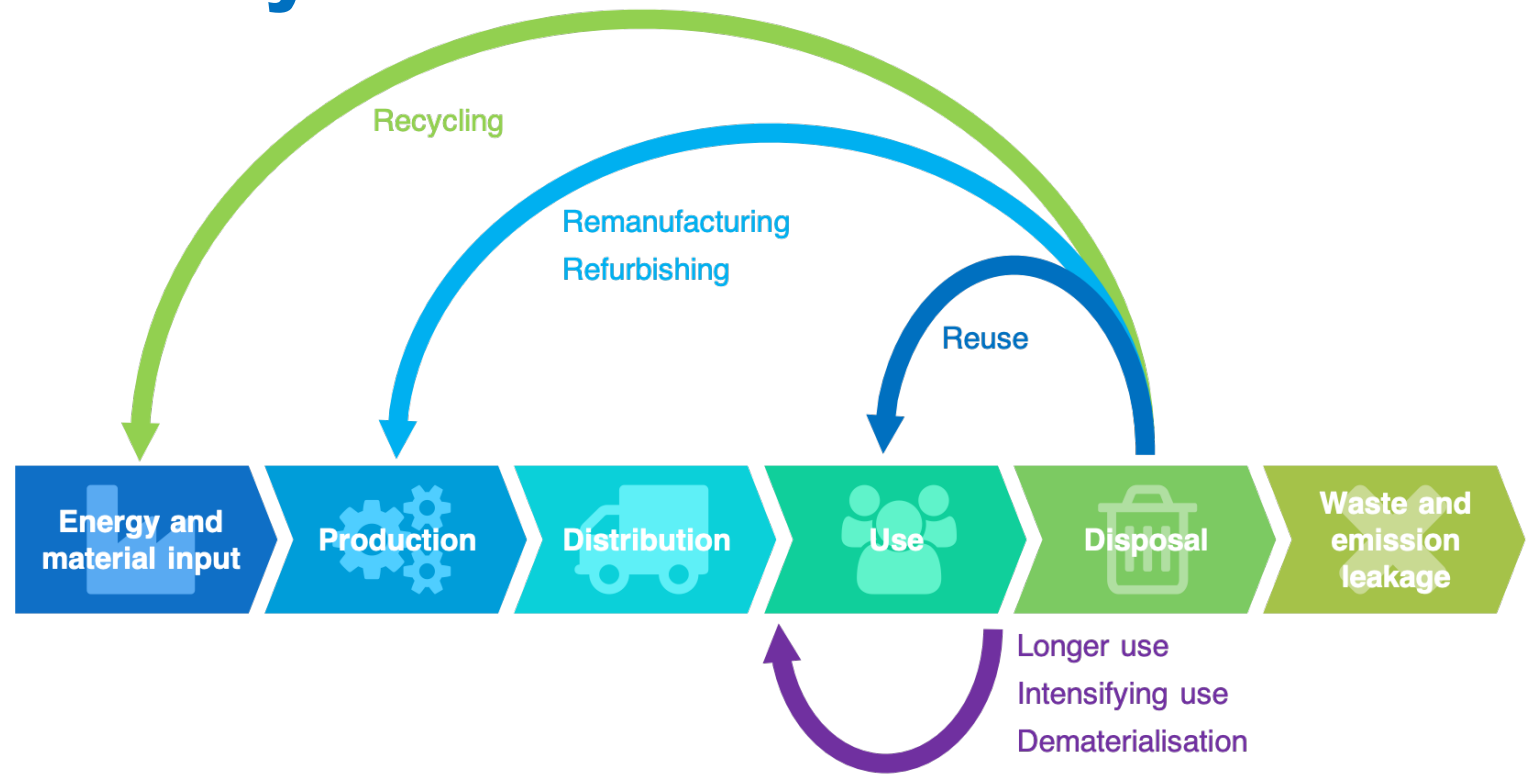 Recycling
Remanufacturing
Refurbishing
Reuse
Energy and
material input
Production
Distribution
Use
Disposal
Waste and
emission
leakage
Longer use
Intensifying use
Dematerialisation